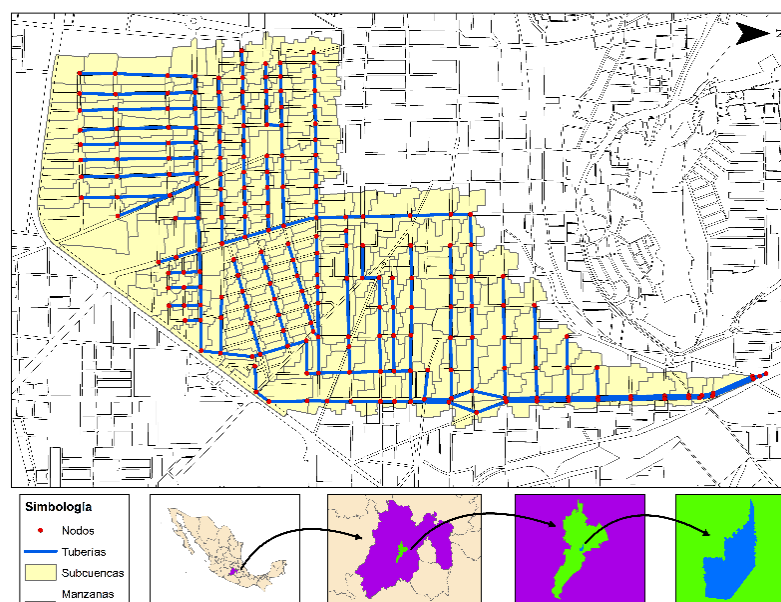 Simbología
Nodos
Tuberías
Subcuencas
Manzanas